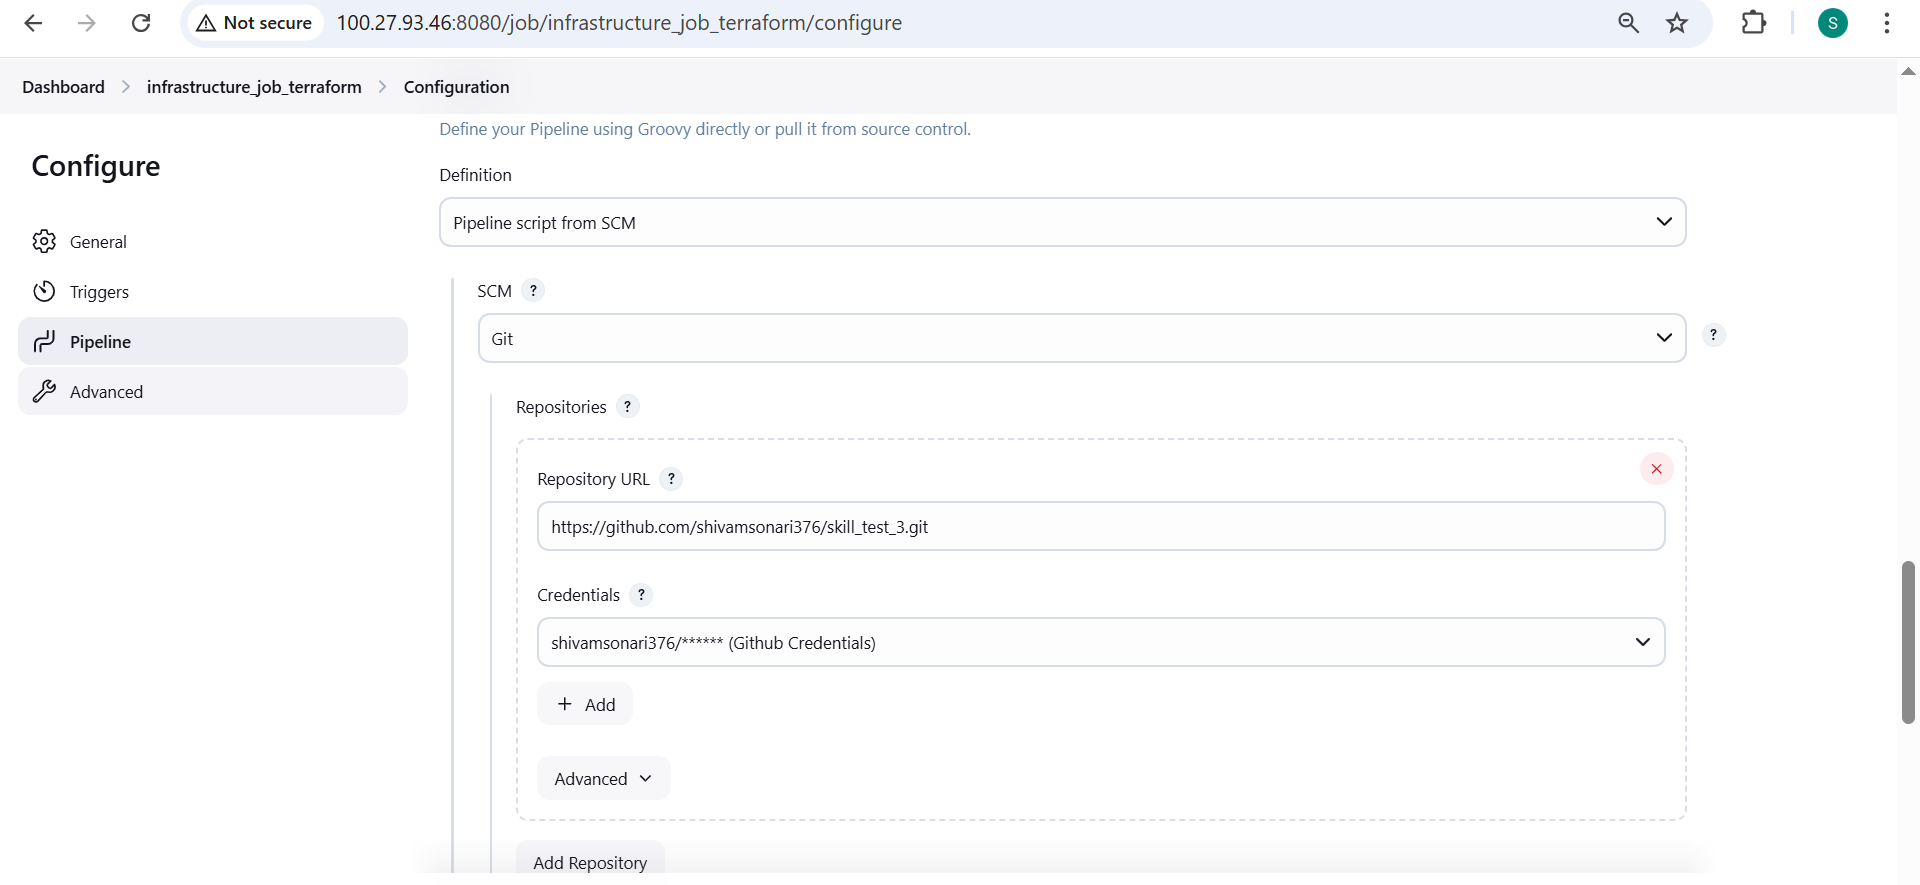 Not secure 100.27.93.46:8080/job/infrastructure_job_terraform/configure S
Dashboard infrastructure_job_terraform Configuration
Define your Pipeline using Groovy directly or pull it from source control.
Configure
Definition
Pipeline script from SCM
General
Triggers
Pipeline
Advanced
SCM ?
Git
?
Repositories ?
Repository URL ?
https://github.com/shivamsonari376/skill_test_3.git
Credentials ?
shivamsonari376/****** (Github Credentials)
+ Add
Advanced
Add Repository